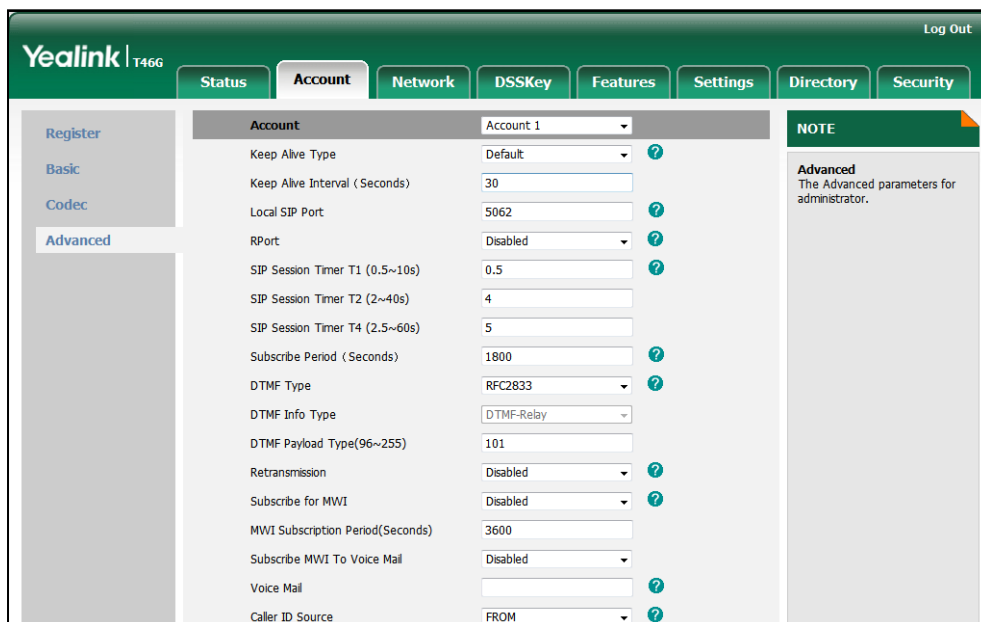 Log Out
Yealink T46G
Status Account Network DSSKey Features Settings Directory Security
Register
Basic
Codec
Advanced
Account Account 1
Keep Alive Type Default ?
Keep Alive Interval (Seconds) 30
Local SIP Port 5062 ?
RPort Disabled ?
SIP Session Timer T1 (0.5~10s) 0.5 ?
SIP Session Timer T2 (2~40s) 4
SIP Session Timer T4 (2.5~60s) 5
Subscribe Period (Seconds) 1800 ?
DTMF Type RFC2833 ?
DTMF Info Type DTMF-Relay
DTMF Payload Type(96~255) 101
Retransmission Disabled ?
Subscribe for MWI Disabled ?
MWI Subscription Period(Seconds) 3600
Subscribe MWI To Voice Mail Disabled
Voice Mail ?
Caller ID Source FROM ?
NOTE
Advanced
The Advanced parameters for
administrator.